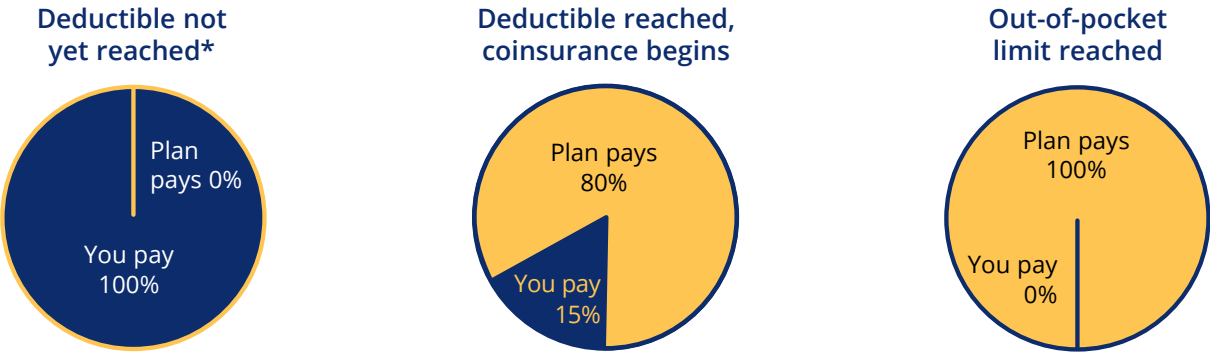 Deductible not
yet reached*
Plan
pays 0%
You pay
100%
Deductible reached,
coinsurance begins
Plan pays
80%
You pay
15%
Out-of-pocket
limit reached
Plan pays
100%
You pay
0%